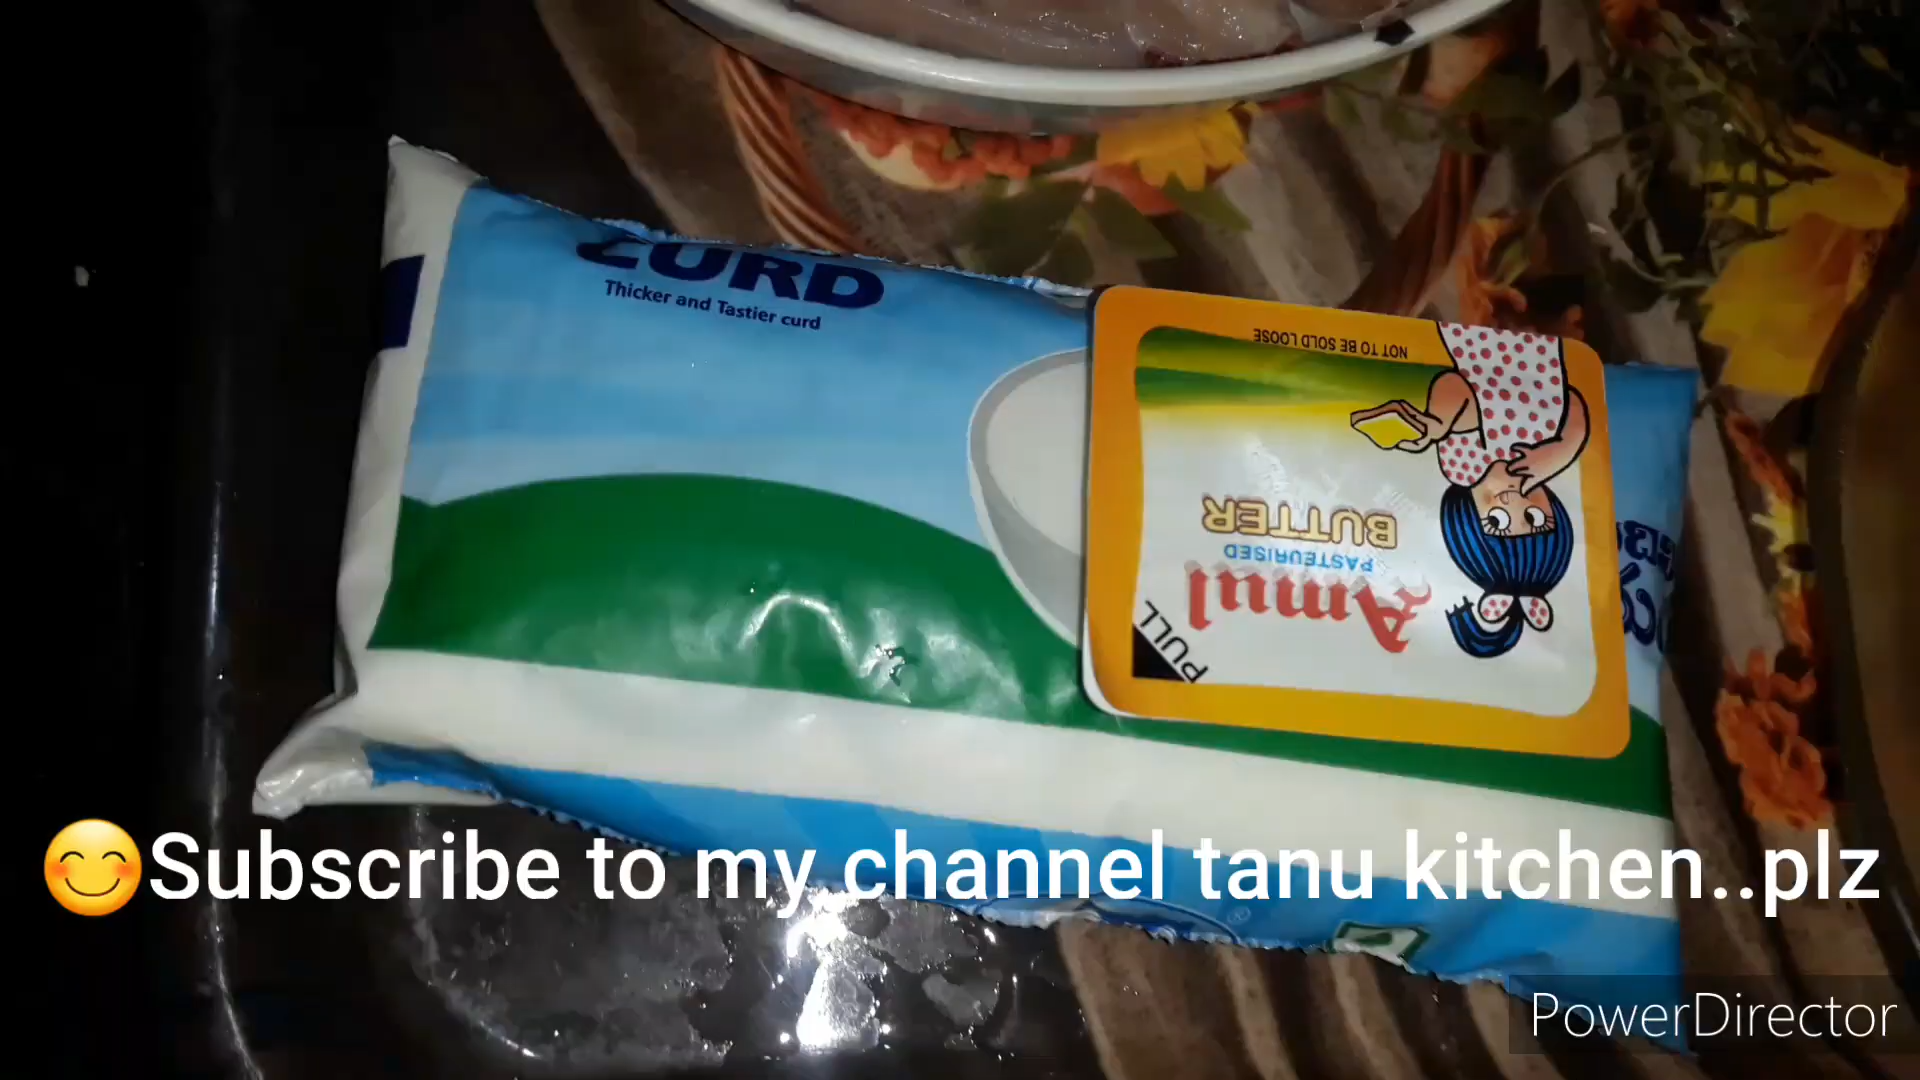 CURD
Thicker and Tastier curd
NOT TO BE SOLD LOOSE
BUTTER
PASTEURISED
Amul
PULL
😊Subscribe to my channel tanu kitchen..plz
PowerDirector